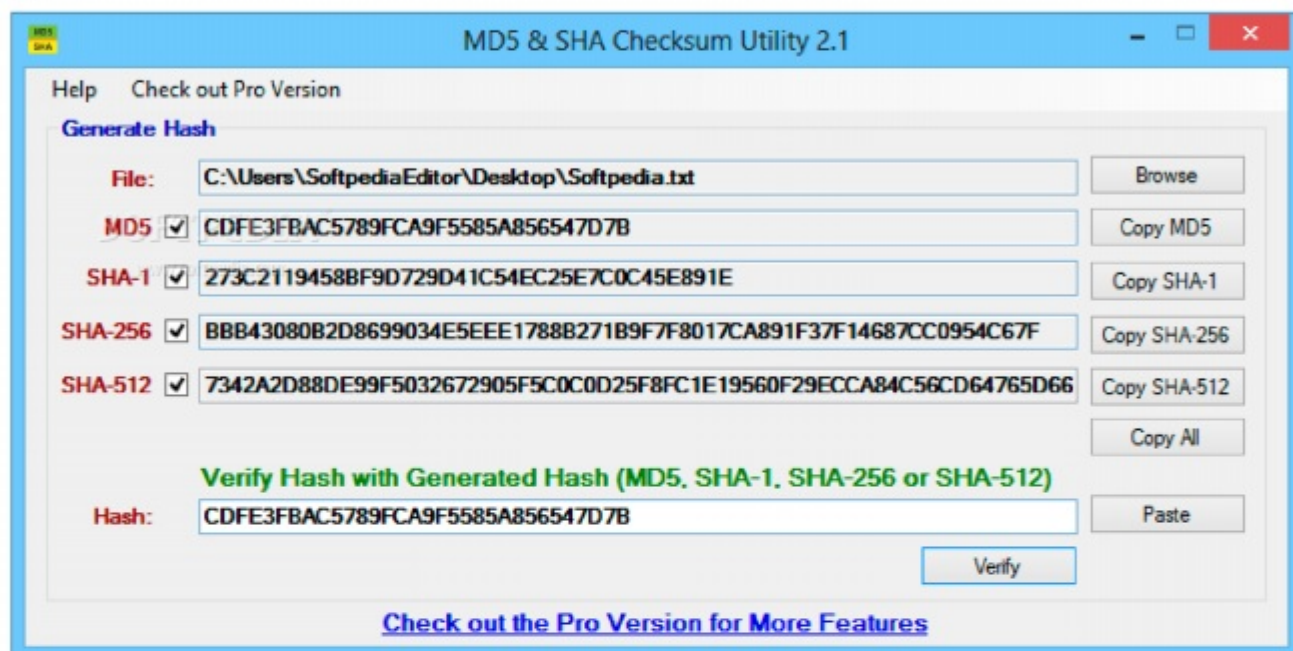 MD5 SHA MD5 & SHA Checksum Utility 2.1
Help Check out Pro Version
Generate Hash
File: C:\Users\SoftpediaEditor\Desktop\Softpedia.txt Browse
MD5 CDFE3FBAC5789FCA9F5585A856547D7B Copy MD5
SHA-1 273C2119458BF9D729D41C54EC25E7C0C45E891E Copy SHA-1
SHA-256 BBB43080B2D8699034E5EEE1788B271B9F7F8017CA891F37F14687CC0954C67F Copy SHA-256
SHA-512 7342A2D88DE99F5032672905F5C0C0D25F8FC1E19560F29ECCA84C56CD64765D66 Copy SHA-512
Copy All
Verify Hash with Generated Hash (MD5, SHA-1, SHA-256 or SHA-512)
Hash: CDFE3FBAC5789FCA9F5585A856547D7B Paste
Verify
Check out the Pro Version for More Features